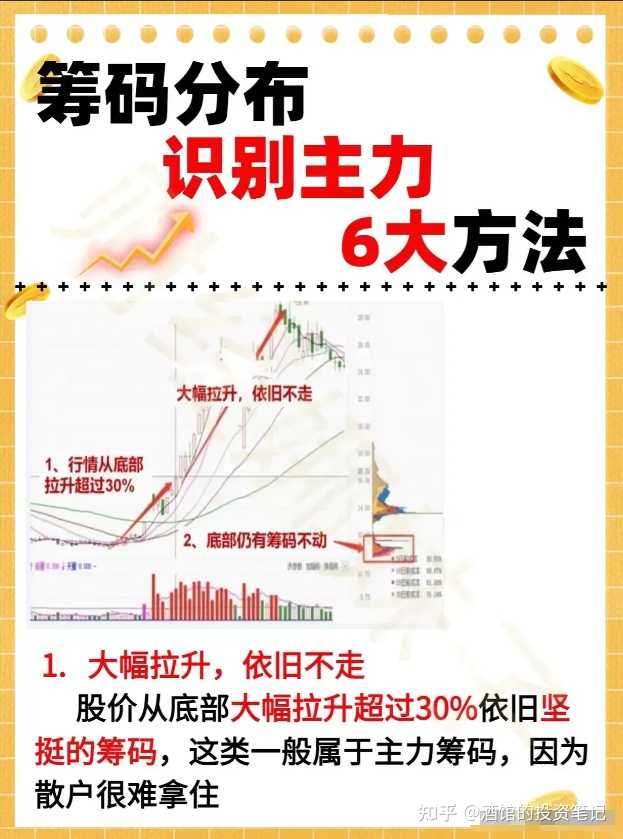 筹码分布
识别主力
6大方法
大幅拉升，依旧不走
1、行情从底部
拉升超过30%
2、底部仍有筹码不动
1. 大幅拉升，依旧不走
股价从底部大幅拉升超过30%依旧坚
挺的筹码，这类一般属于主力筹码，因为
散户很难拿住
知乎 @酒馆的投资笔记